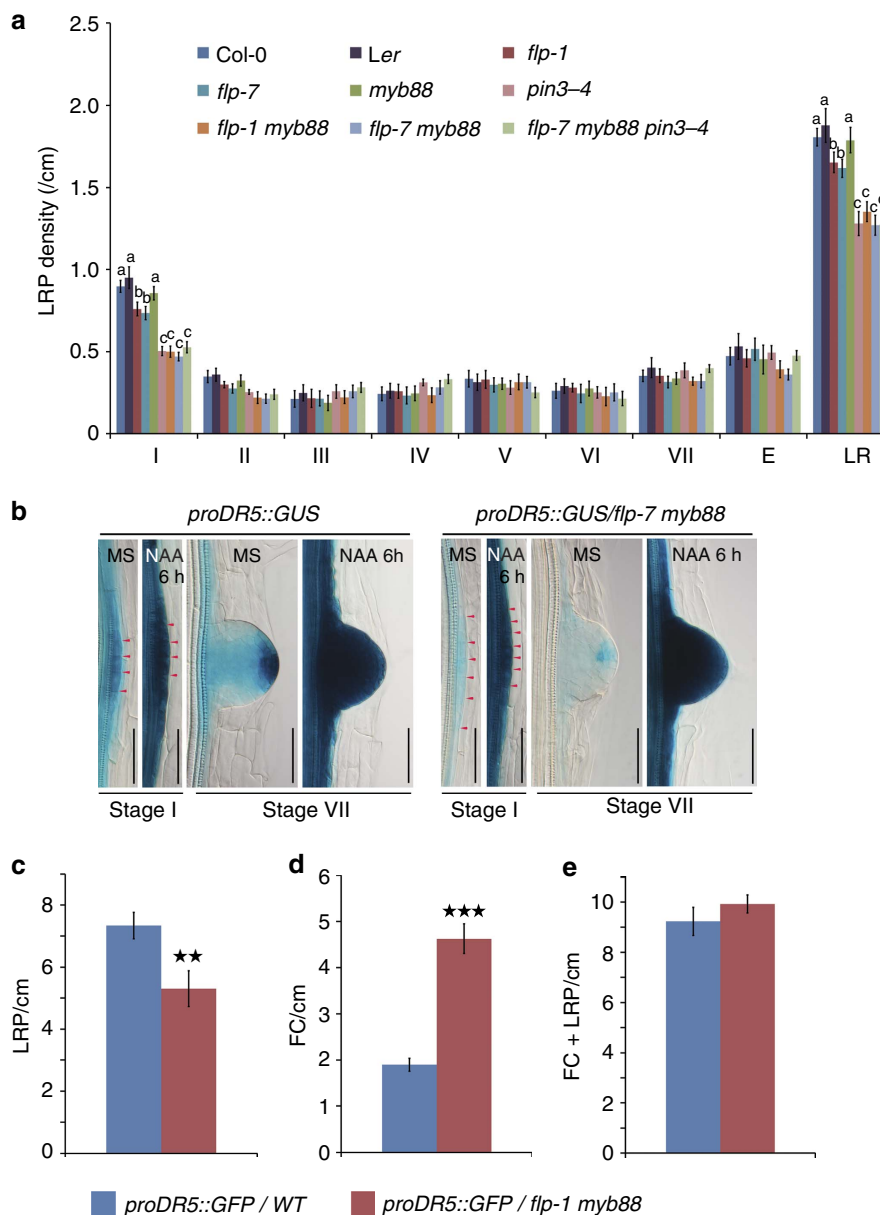 a
LRP density (/cm)
2.5
2.0
1.5
1.0
0.5
0
Col-0 Ler flp-1
flp-7 myb88 pin3–4
flp-1 myb88 flp-7 myb88 flp-7 myb88 pin3–4
a a b b a c c c c
a a b b a c c c
I II III IV V VI VII E LR
b
proDR5::GUS proDR5::GUS/flp-7 myb88
MS NAA 6 h MS NAA 6h MS NAA 6 h MS NAA 6 h
Stage I Stage VII Stage I Stage VII
c
LRP/cm
8
6
4
2
0
★★
d
FC/cm
6
5
4
3
2
1
0
★★★
e
FC + LRP/cm
10
8
6
4
2
0
proDR5::GFP / WT proDR5::GFP / flp-1 myb88